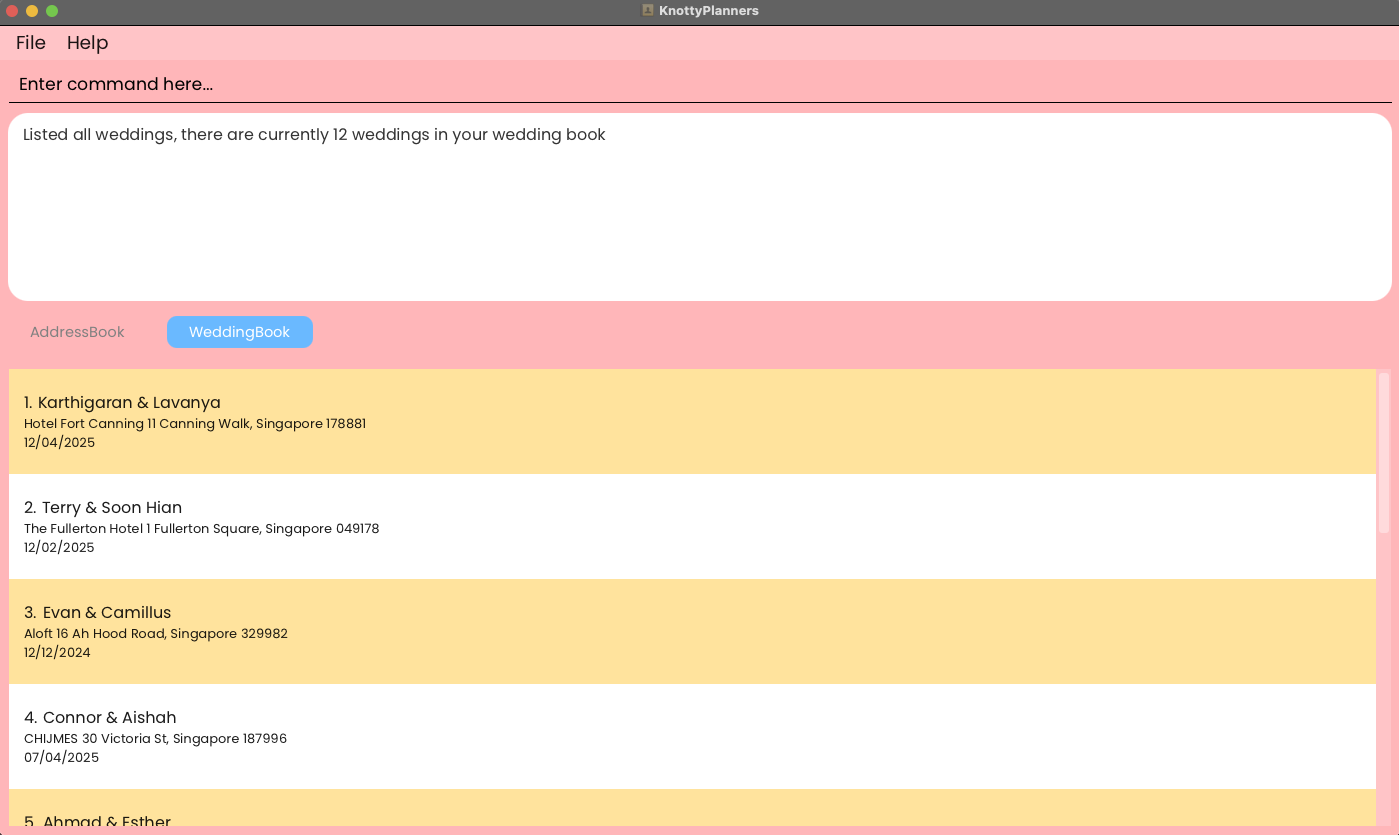 KnottyPlanners
File Help
Enter command here...
Listed all weddings, there are currently 12 weddings in your wedding book
AddressBook WeddingBook
1. Karthigaran & Lavanya
Hotel Fort Canning 11 Canning Walk, Singapore 178881
12/04/2025
2. Terry & Soon Hian
The Fullerton Hotel 1 Fullerton Square, Singapore 049178
12/02/2025
3. Evan & Camillus
Aloft 16 Ah Hood Road, Singapore 329982
12/12/2024
4. Connor & Aishah
CHIJMES 30 Victoria St, Singapore 187996
07/04/2025
5. Ahmad & Esther